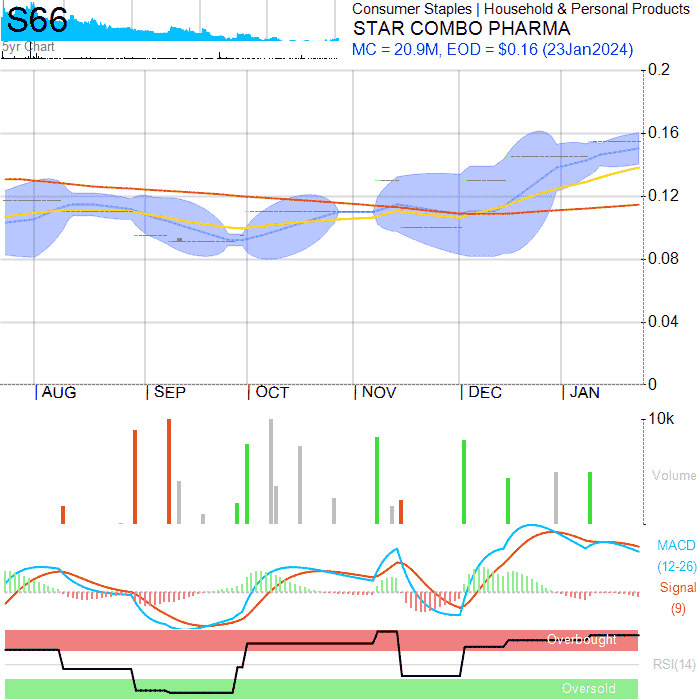 S66
Consumer Staples | Household & Personal Products
STAR COMBO PHARMA
MC = 20.9M, EOD = $0.16 (23Jan2024)
5yr Chart
0.2
0.16
0.12
0.08
0.04
0
| AUG | SEP | OCT | NOV | DEC | JAN
10k
Volume
MACD
(12-26)
Signal
(9)
Overbought
RSI(14)
Oversold